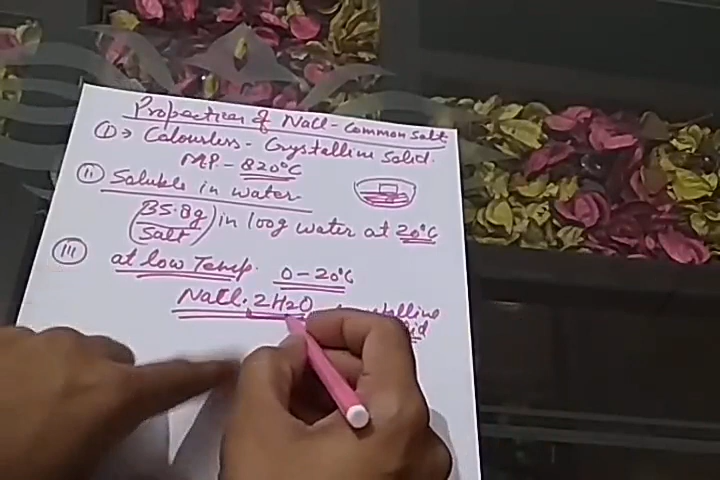 Properties of NaCl - Common Salt
(I) → Colourless - Crystalline Solid.
MP - 820°C
(II) Soluble in water
(35.8g Salt) in 100g water at 20°C
(III) at low Temp. 0-20°C
NaCl.2H2O